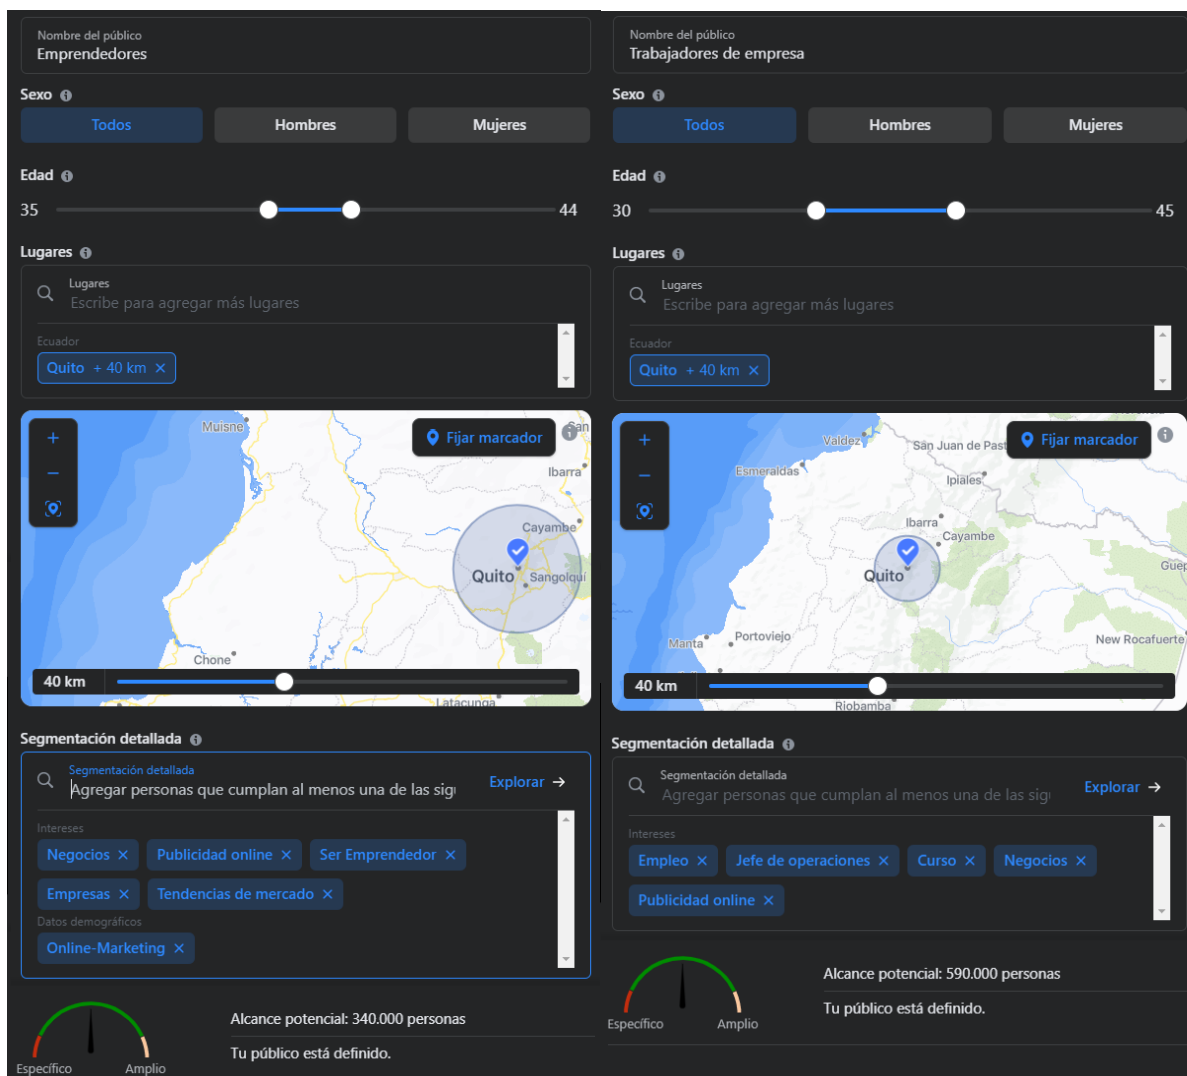 Nombre del público
Emprendedores
Sexo
Todos
Hombres
Mujeres
Edad
35
44
Lugares
Lugares
Escribe para agregar más lugares
Ecuador
Quito + 40 km ×
+
−
Muisne
Fijar marcador
San
Ibarra
Cayambe
Quito
Sangolquí
Chone
40 km
Latacunga
Segmentación detallada
Segmentación detallada
Agregar personas que cumplan al menos una de las sigu
Explorar →
Intereses
Negocios ×
Publicidad online ×
Ser Emprendedor ×
Empresas ×
Tendencias de mercado ×
Datos demográficos
Online-Marketing ×
Específico
Amplio
Alcance potencial: 340.000 personas
Tu público está definido.
Nombre del público
Trabajadores de empresa
Sexo
Todos
Hombres
Mujeres
Edad
30
45
Lugares
Lugares
Escribe para agregar más lugares
Ecuador
Quito + 40 km ×
+
−
Valdez
San Juan de Past
Fijar marcador
Esmeraldas
Ipiales
Ibarra
Cayambe
Quito
Guep
Manta
Portoviejo
New Rocafuerte
40 km
Riobamba
Segmentación detallada
Segmentación detallada
Agregar personas que cumplan al menos una de las sigu
Explorar →
Intereses
Empleo ×
Jefe de operaciones ×
Curso ×
Negocios ×
Publicidad online ×
Específico
Amplio
Alcance potencial: 590.000 personas
Tu público está definido.